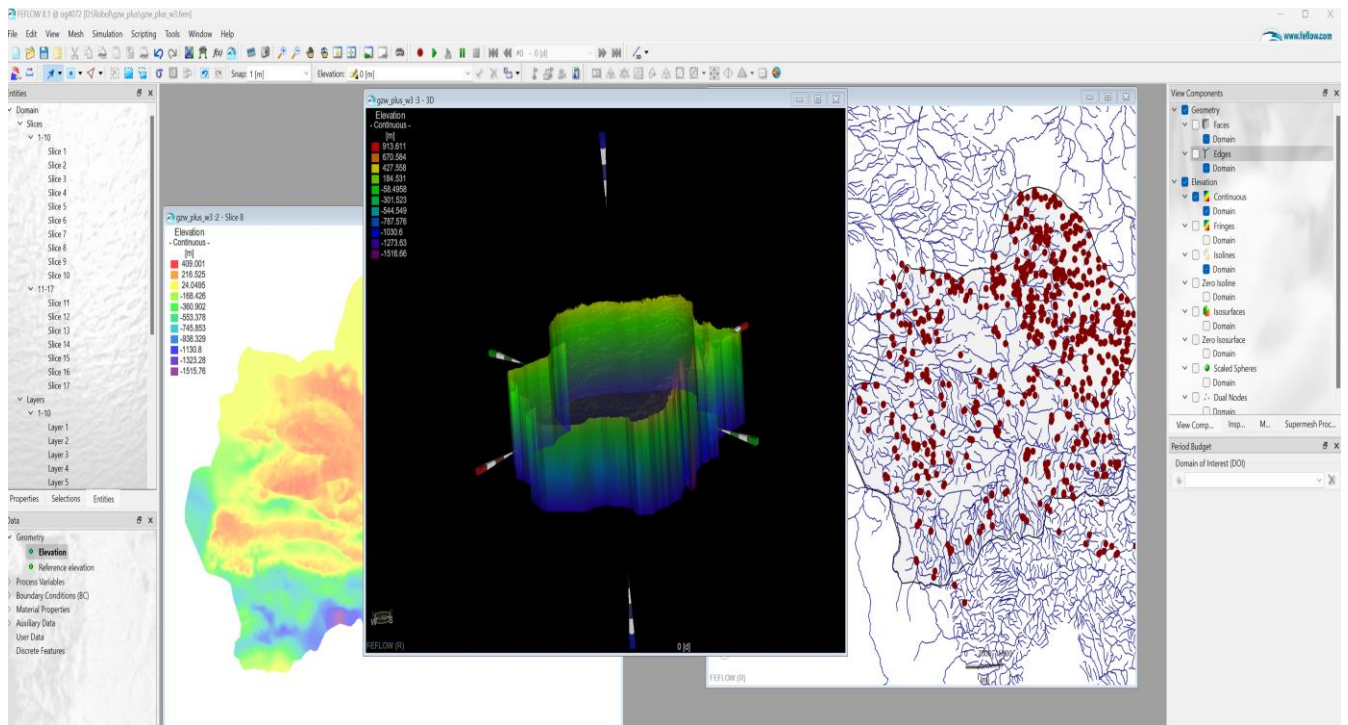 FEFLOW 8.1 @ og4072 [D:\Robol\gzw_plus\gzw_plus_w3.fem]
File Edit View Mesh Simulation Scripting Tools Window Help
www.feflow.com
#0 - 0 [d]
Snap: 1 [m]
Elevation: 0 [m]
Entities
Domain
Slices
1-10
Slice 1
Slice 2
Slice 3
Slice 4
Slice 5
Slice 6
Slice 7
Slice 8
Slice 9
Slice 10
11-17
Slice 11
Slice 12
Slice 13
Slice 14
Slice 15
Slice 16
Slice 17
Layers
1-10
Layer 1
Layer 2
Layer 3
Layer 4
Layer 5
Properties Selections Entities
Data
Geometry
Elevation
Reference elevation
Process Variables
Boundary Conditions (BC)
Material Properties
Auxiliary Data
User Data
Discrete Features
gzw_plus_w3 :2 - Slice 8
Elevation
- Continuous -
[m]
409.001
216.525
24.0495
-168.426
-360.902
-553.378
-745.853
-938.329
-1130.8
-1323.28
-1515.76
gzw_plus_w3 :3 - 3D
Elevation
- Continuous -
[m]
913.611
670.584
427.558
184.531
-58.4958
-301.523
-544.549
-787.576
-1030.6
-1273.63
-1516.66
FEFLOW (R)
0 [d]
FEFLOW (R)
View Components
Geometry
Faces
Domain
Edges
Domain
Elevation
Continuous
Domain
Fringes
Domain
Isolines
Domain
Zero Isoline
Domain
Isosurfaces
Domain
Zero Isosurface
Domain
Scaled Spheres
Domain
Dual Nodes
Domain
View Comp... Insp... M... Supermesh Proc...
Period Budget
Domain of Interest (DOI)